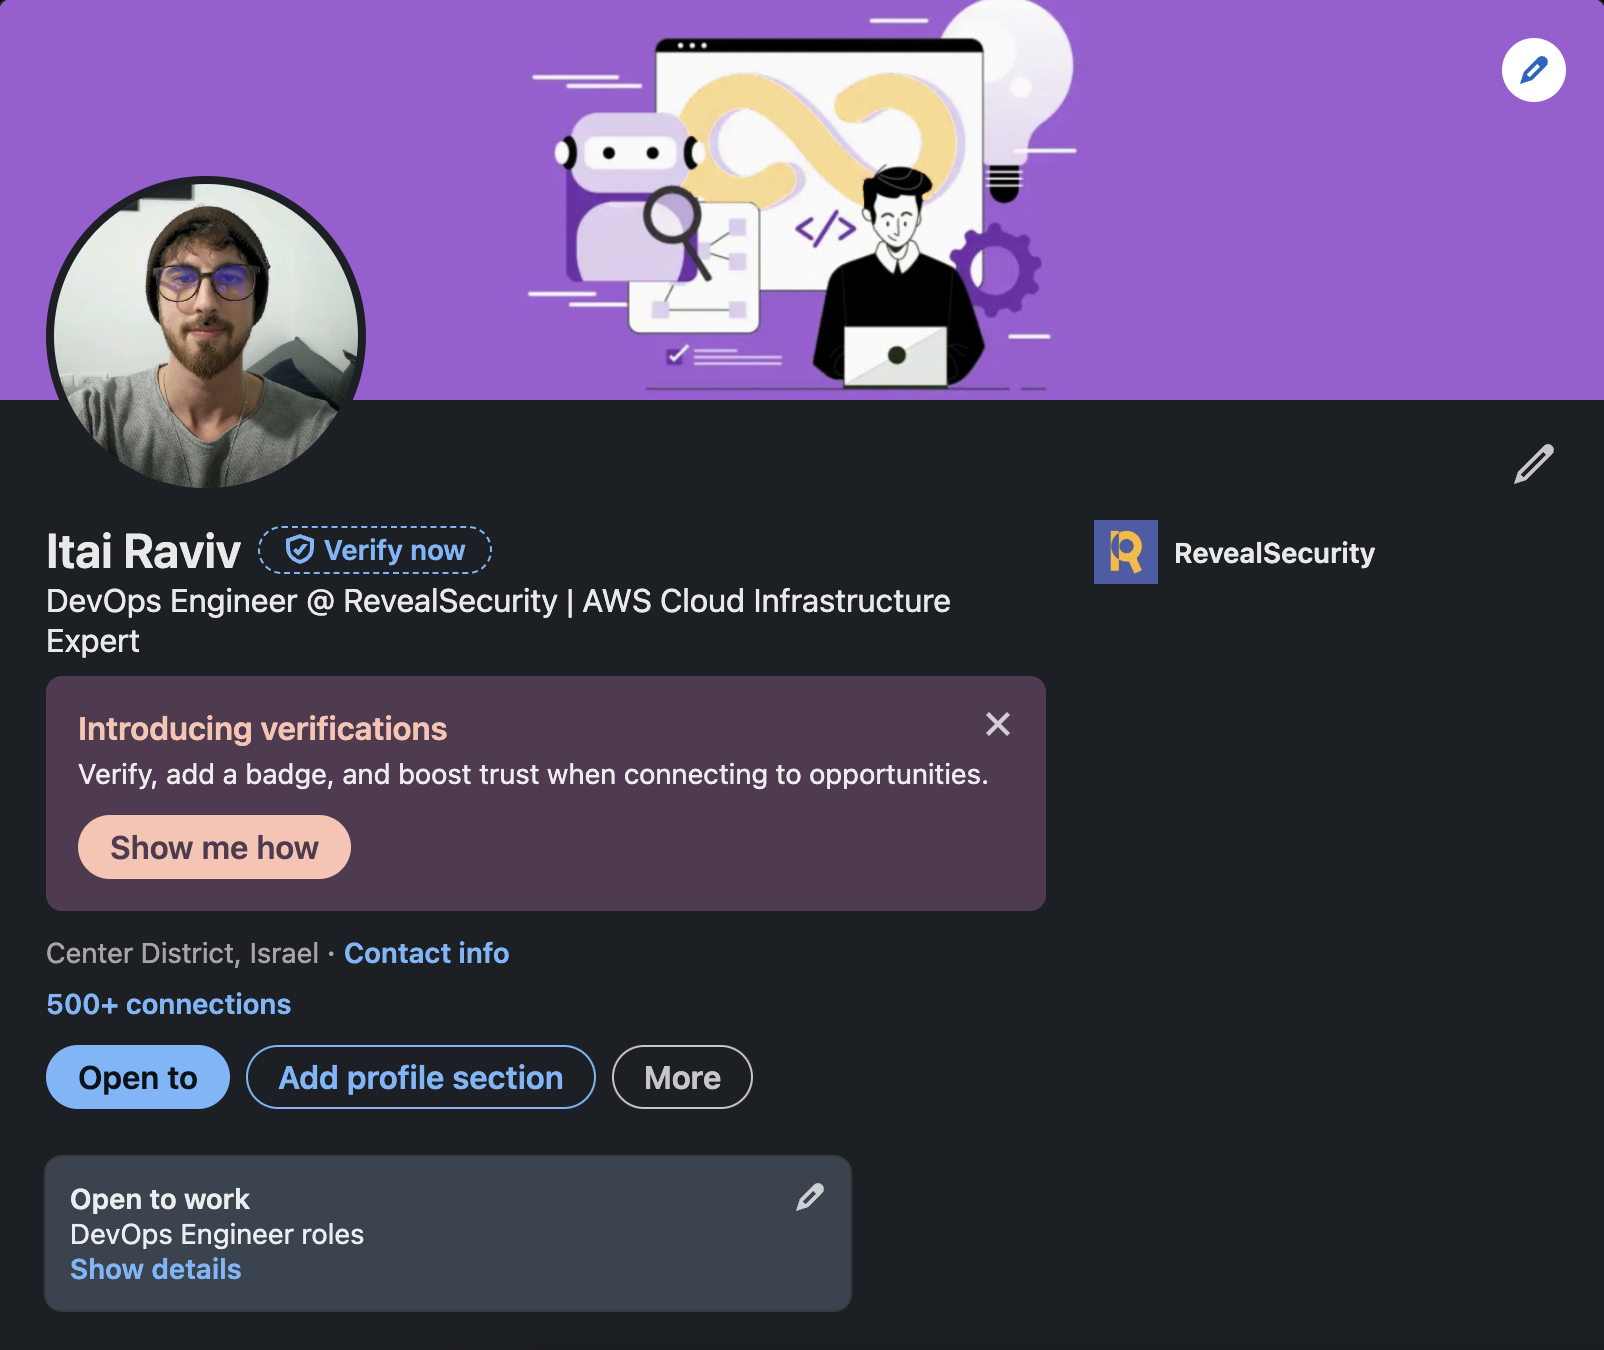 </>
Itai Raviv
Verify now
DevOps Engineer @ RevealSecurity | AWS Cloud Infrastructure
Expert
R
RevealSecurity
Introducing verifications
Verify, add a badge, and boost trust when connecting to opportunities.
Show me how
Center District, Israel · Contact info
500+ connections
Open to
Add profile section
More
Open to work
DevOps Engineer roles
Show details